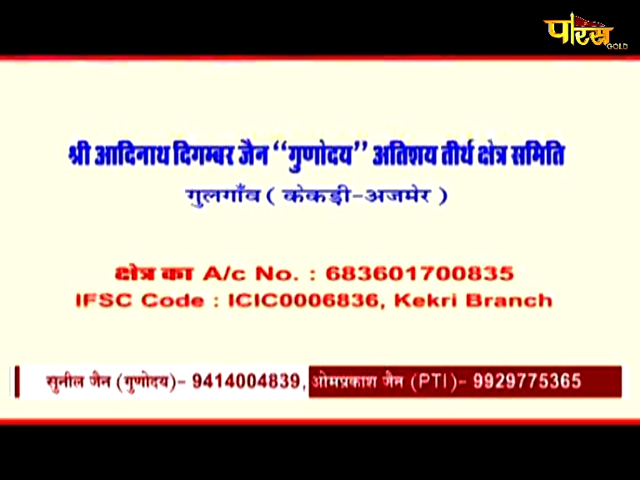 पारस
GOLD
श्री आदिनाथ दिगम्बर जैन “गुणोदय” अतिशय तीर्थ क्षेत्र समिति
गुलगाँव ( केकड़ी-अजमेर )
क्षेत्र का A/c No. : 683601700835
IFSC Code : ICIC0006836, Kekri Branch
सुनील जैन (गुणोदय)- 9414004839, ओमप्रकाश जैन (PTI)- 9929775365